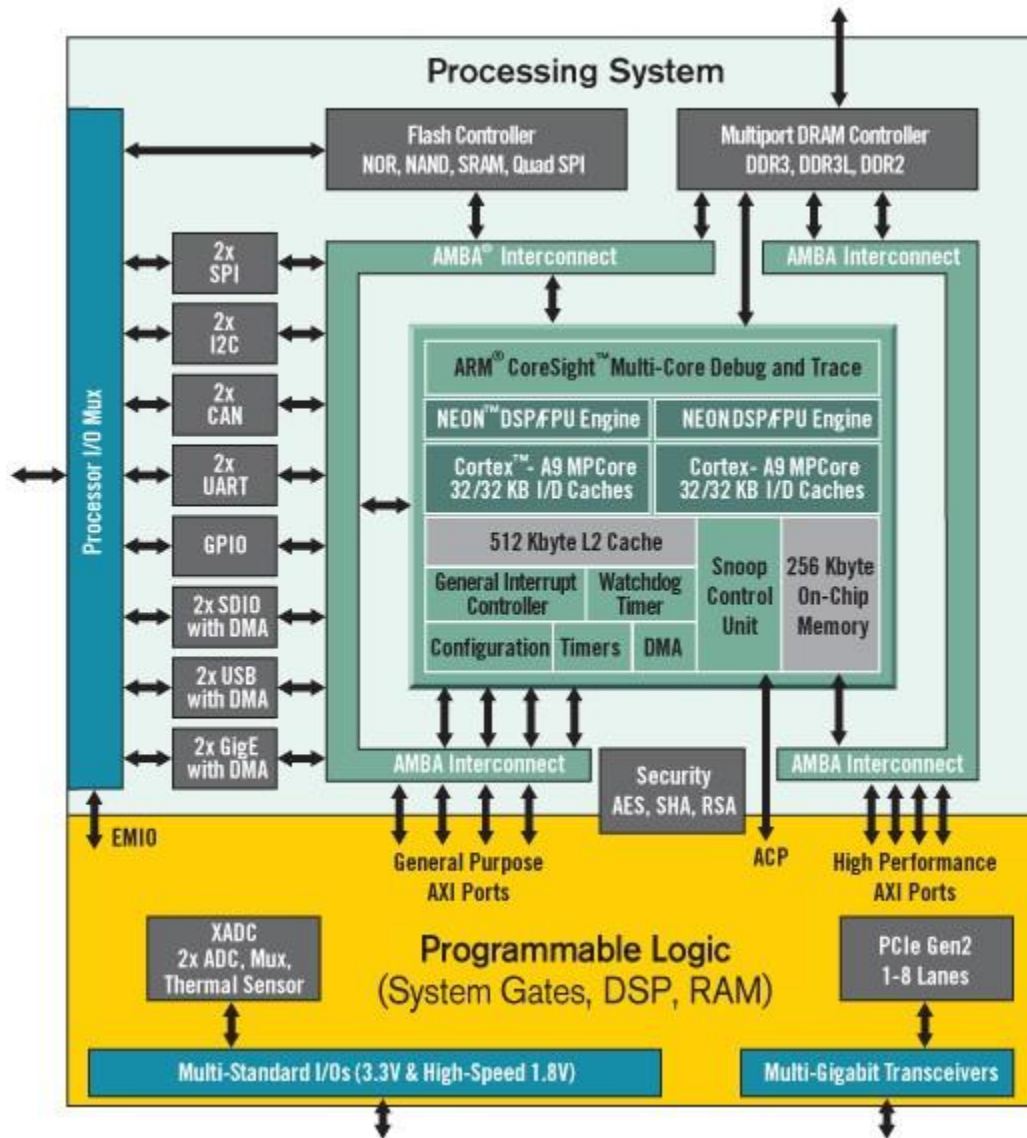 Processing System
Flash Controller
NOR, NAND, SRAM, Quad SPI
Multiport DRAM Controller
DDR3, DDR3L, DDR2
Processor I/O Mux
2x
SPI
2x
I2C
2x
CAN
2x
UART
GPIO
2x SDIO
with DMA
2x USB
with DMA
2x GigE
with DMA
AMBA® Interconnect
AMBA Interconnect
ARM® CoreSight™ Multi-Core Debug and Trace
NEON™ DSP/FPU Engine
NEON DSP/FPU Engine
Cortex™- A9 MPCore
32/32 KB I/D Caches
Cortex- A9 MPCore
32/32 KB I/D Caches
512 Kbyte L2 Cache
General Interrupt
Controller
Watchdog
Timer
Configuration
Timers
DMA
Snoop
Control
Unit
256 Kbyte
On-Chip
Memory
AMBA Interconnect
Security
AES, SHA, RSA
AMBA Interconnect
EMIO
General Purpose
AXI Ports
ACP
High Performance
AXI Ports
XADC
2x ADC, Mux,
Thermal Sensor
Programmable Logic
(System Gates, DSP, RAM)
PCIe Gen2
1-8 Lanes
Multi-Standard I/Os (3.3V & High-Speed 1.8V)
Multi-Gigabit Transceivers